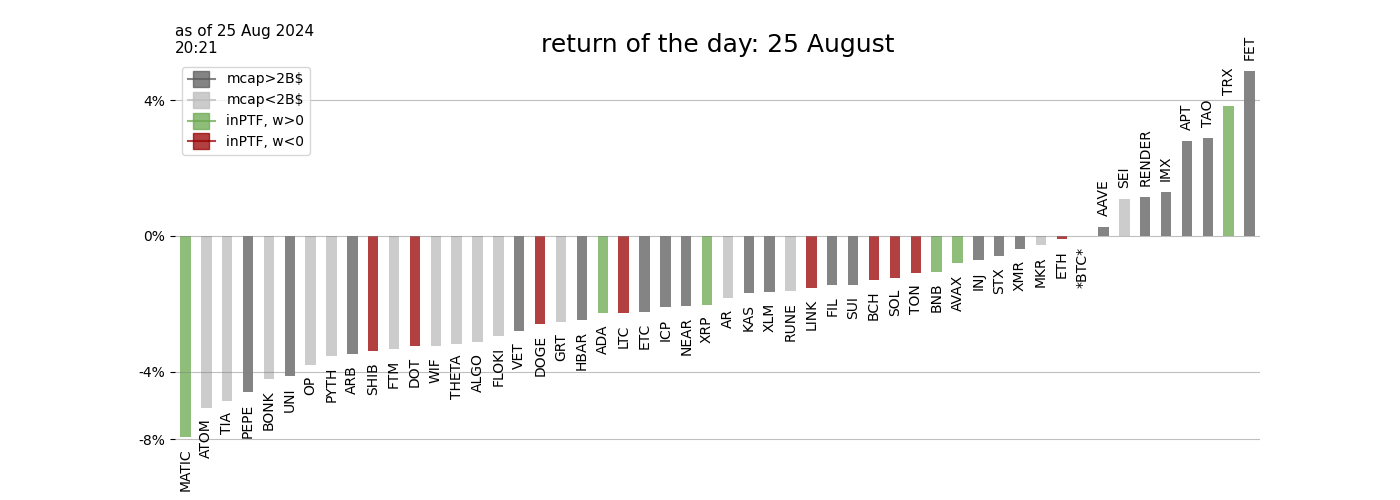 as of 25 Aug 2024
20:21
return of the day: 25 August
mcap>2B$
mcap<2B$
inPTF, w>0
inPTF, w<0
4%
0%
-4%
-8%
MATIC
ATOM
TIA
PEPE
BONK
UNI
OP
PYTH
ARB
SHIB
FTM
DOT
WIF
THETA
ALGO
FLOKI
VET
DOGE
GRT
HBAR
ADA
LTC
ETC
ICP
NEAR
XRP
AR
KAS
XLM
RUNE
LINK
FIL
SUI
BCH
SOL
TON
BNB
AVAX
INJ
STX
XMR
MKR
ETH
*BTC*
AAVE
SEI
RENDER
IMX
APT
TAO
TRX
FET